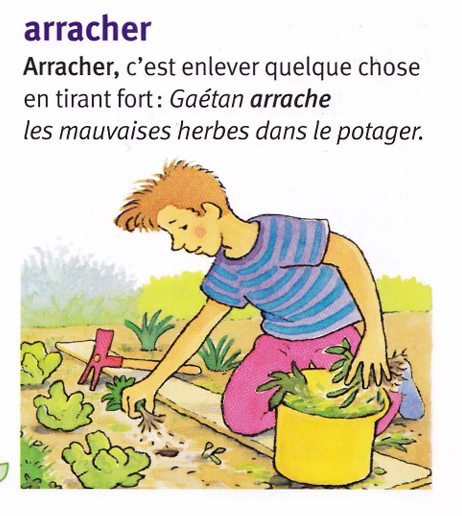 arracher
Arracher, c'est enlever quelque chose
en tirant fort : Gaétan arrache
les mauvaises herbes dans le potager.